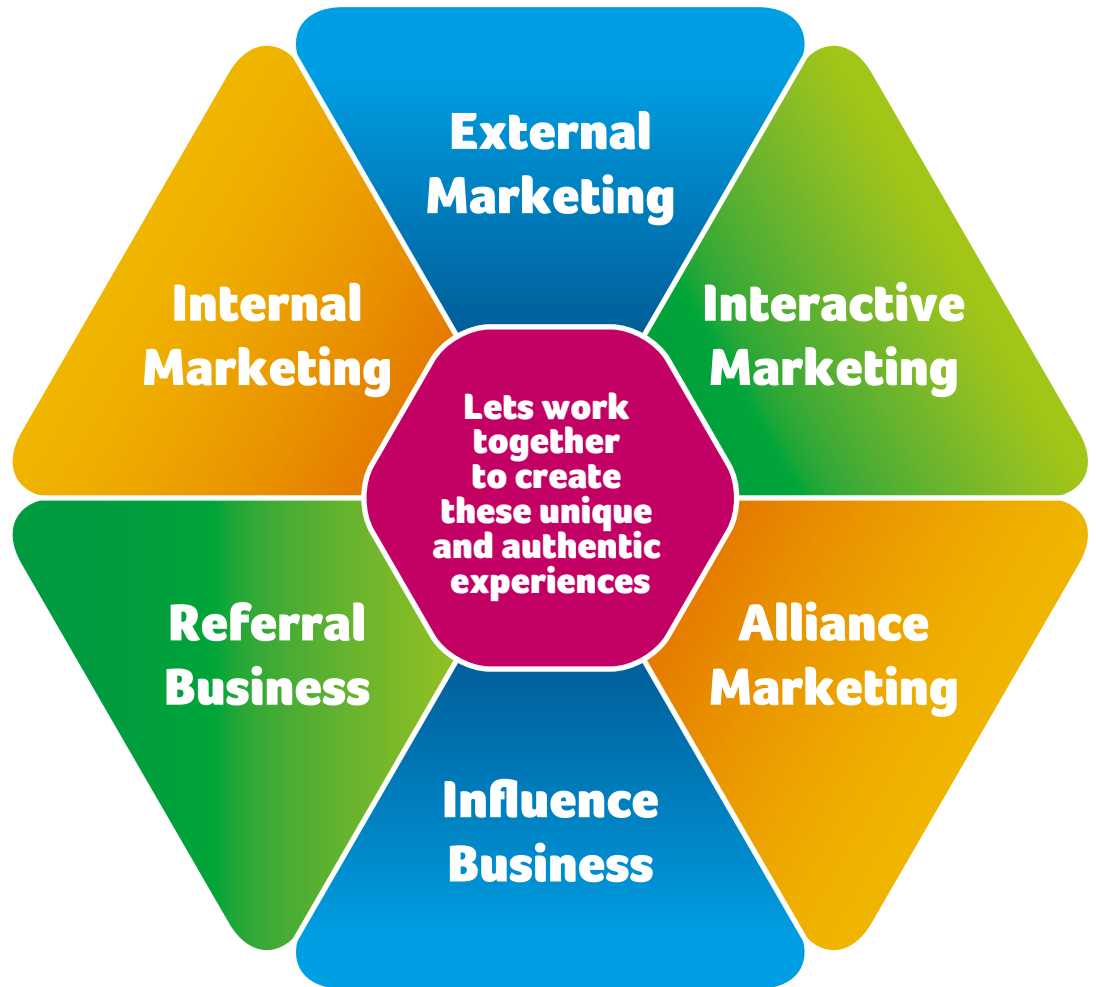 External
Marketing
Internal
Marketing
Interactive
Marketing
Lets work
together
to create
these unique
and authentic
experiences
Referral
Business
Alliance
Marketing
Influence
Business